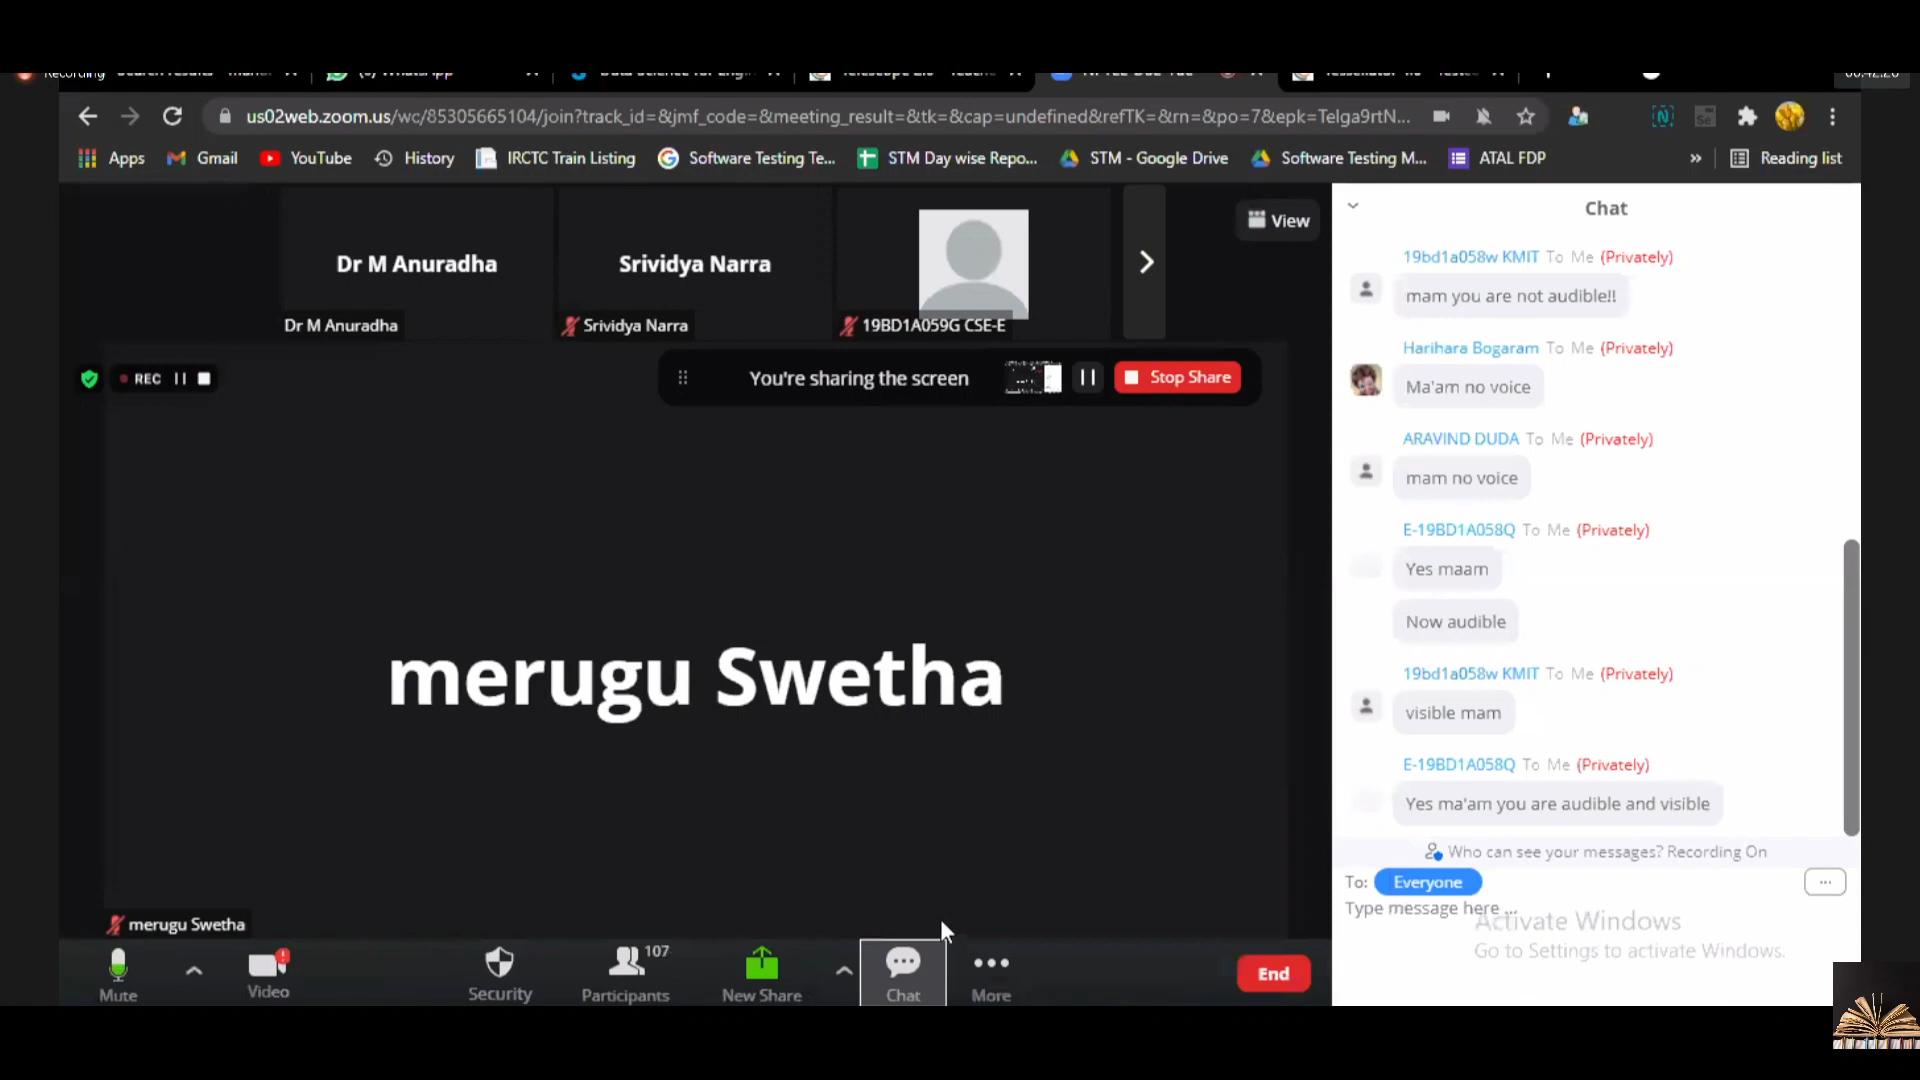 Recording
WhatsApp
us02web.zoom.us/wc/85305665104/join?track_id=&jmf_code=&meeting_result=&tk=&cap=undefined&refTK=&rn=&po=7&epk=Telga9rtN...
Apps Gmail YouTube History IRCTC Train Listing Software Testing Te... STM Day wise Repo... STM - Google Drive Software Testing M... ATAL FDP » Reading list
Dr M Anuradha
Dr M Anuradha
Srividya Narra
Srividya Narra
19BD1A059G CSE-E
View
REC
You're sharing the screen
Stop Share
merugu Swetha
merugu Swetha
Mute
Video
Security
107
Participants
New Share
Chat
More
End
Chat
19bd1a058w KMIT To Me (Privately)
mam you are not audible!!
Harihara Bogaram To Me (Privately)
Ma'am no voice
ARAVIND DUDA To Me (Privately)
mam no voice
E-19BD1A058Q To Me (Privately)
Yes maam
Now audible
19bd1a058w KMIT To Me (Privately)
visible mam
E-19BD1A058Q To Me (Privately)
Yes ma'am you are audible and visible
Who can see your messages? Recording On
To: Everyone
Type message here ...
Activate Windows
Go to Settings to activate Windows.